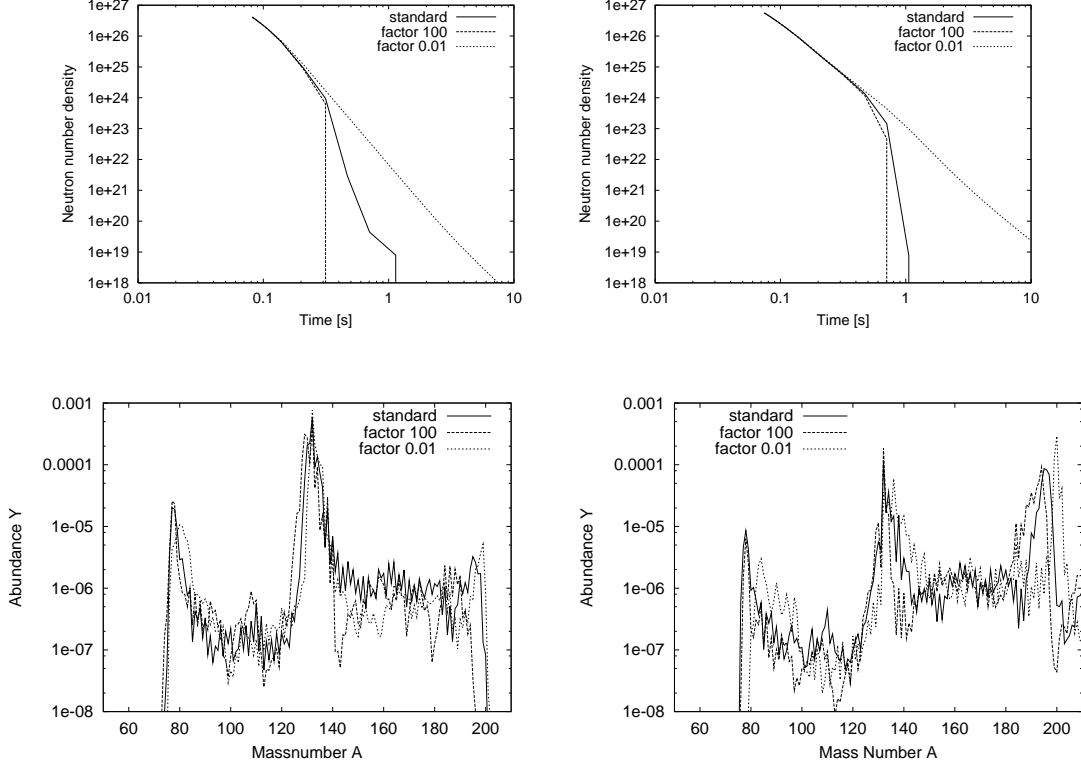 1e+27
1e+26
1e+25
1e+24
1e+23
1e+22
1e+21
1e+20
1e+19
1e+18
0.01
0.1
1
10
Neutron number density
Time [s]
standard
factor 100
factor 0.01
1e+27
1e+26
1e+25
1e+24
1e+23
1e+22
1e+21
1e+20
1e+19
1e+18
0.01
0.1
1
10
Neutron number density
Time [s]
standard
factor 100
factor 0.01
0.001
0.0001
1e-05
1e-06
1e-07
1e-08
60
80
100
120
140
160
180
200
Abundance Y
Massnumber A
standard
factor 100
factor 0.01
0.001
0.0001
1e-05
1e-06
1e-07
1e-08
60
80
100
120
140
160
180
200
Abundance Y
Mass Number A
standard
factor 100
factor 0.01